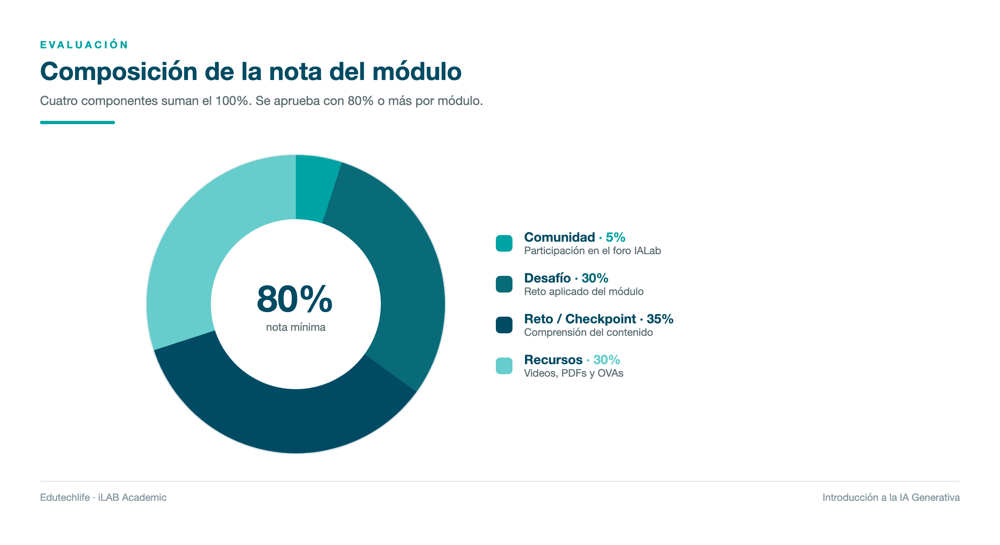 EVALUACIÓN
Composición de la nota del módulo
Cuatro componentes suman el 100%. Se aprueba con 80% o más por módulo.
80%
nota mínima
Comunidad · 5%
Participación en el foro IALab
Desafío · 30%
Reto aplicado del módulo
Reto / Checkpoint · 35%
Comprensión del contenido
Recursos · 30%
Videos, PDFs y OVAs
Edutechlife · iLAB Academic
Introducción a la IA Generativa